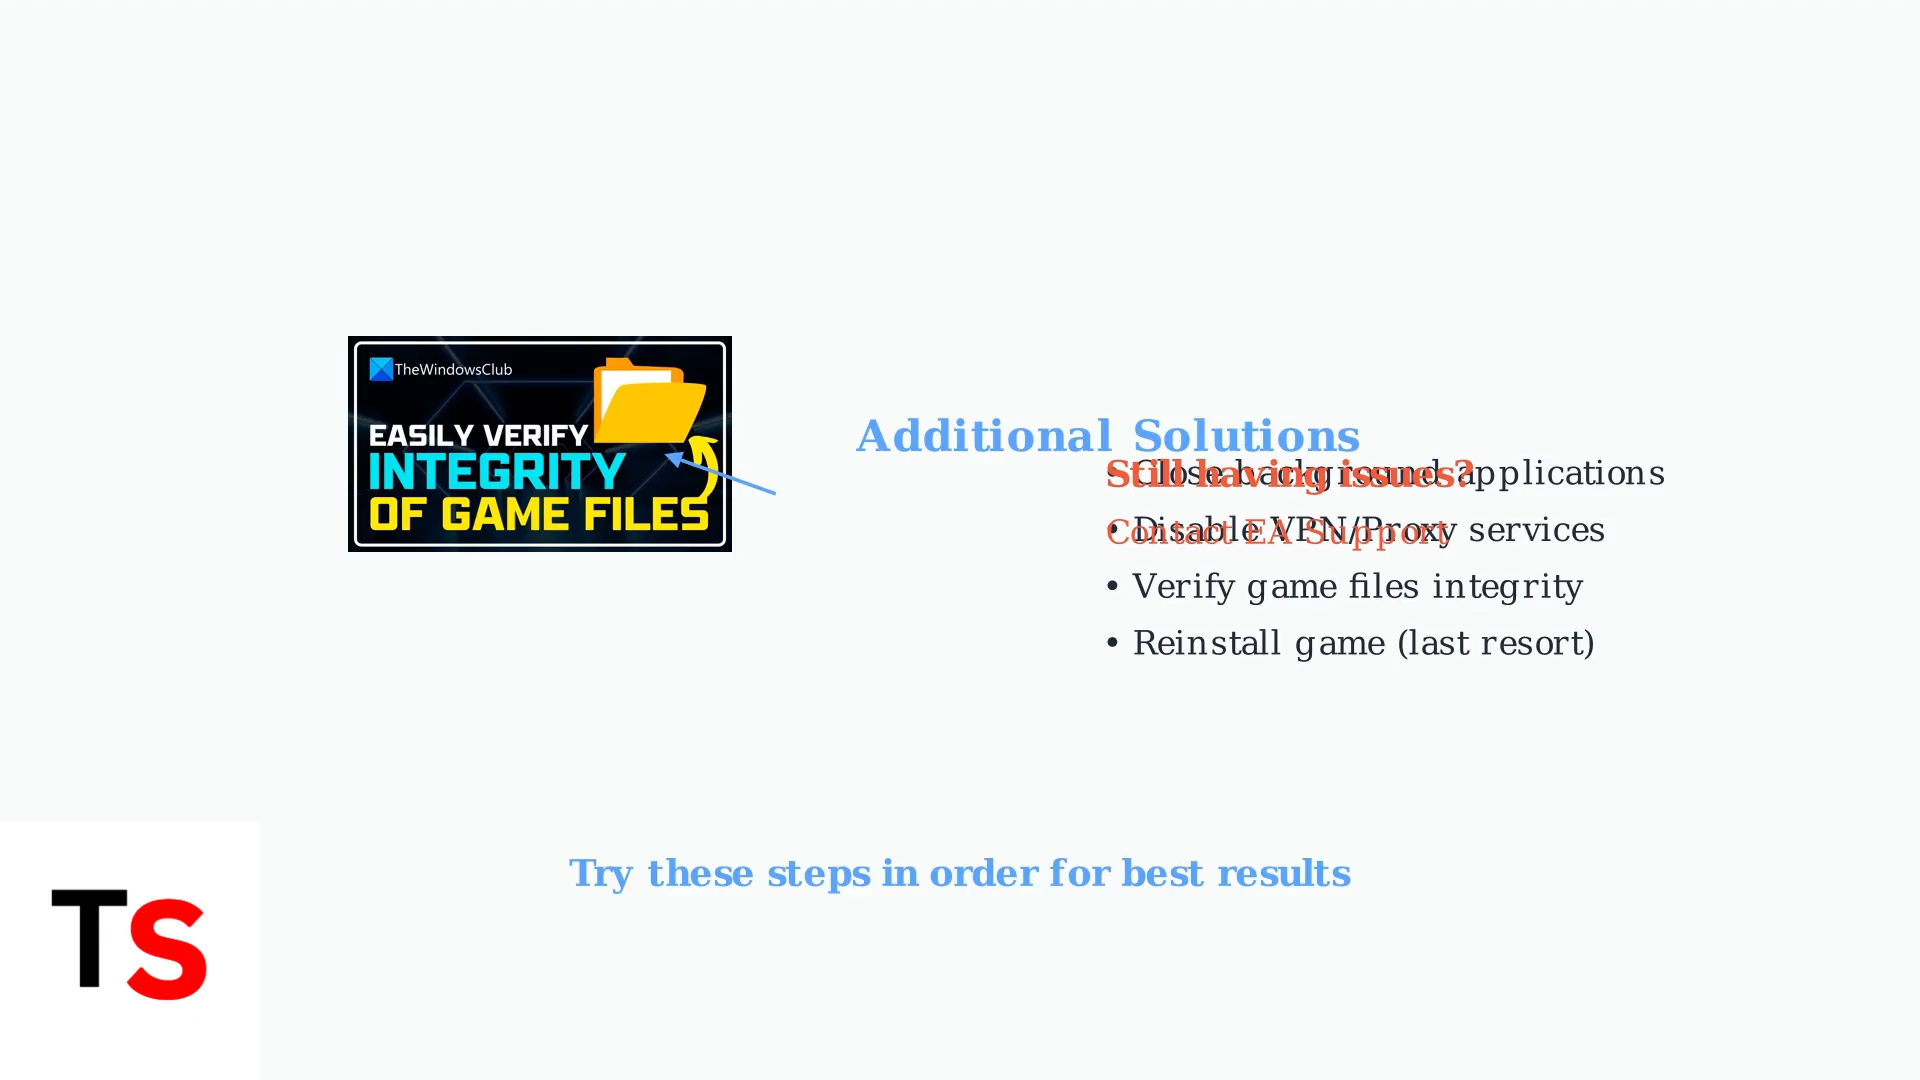 TheWindowsClub
EASILY VERIFY
INTEGRITY
OF GAME FILES
Additional Solutions
• Close background applications
Still having issues?
• Disable VPN/Proxy services
Contact EA Support
• Verify game files integrity
• Reinstall game (last resort)
Try these steps in order for best results
TS